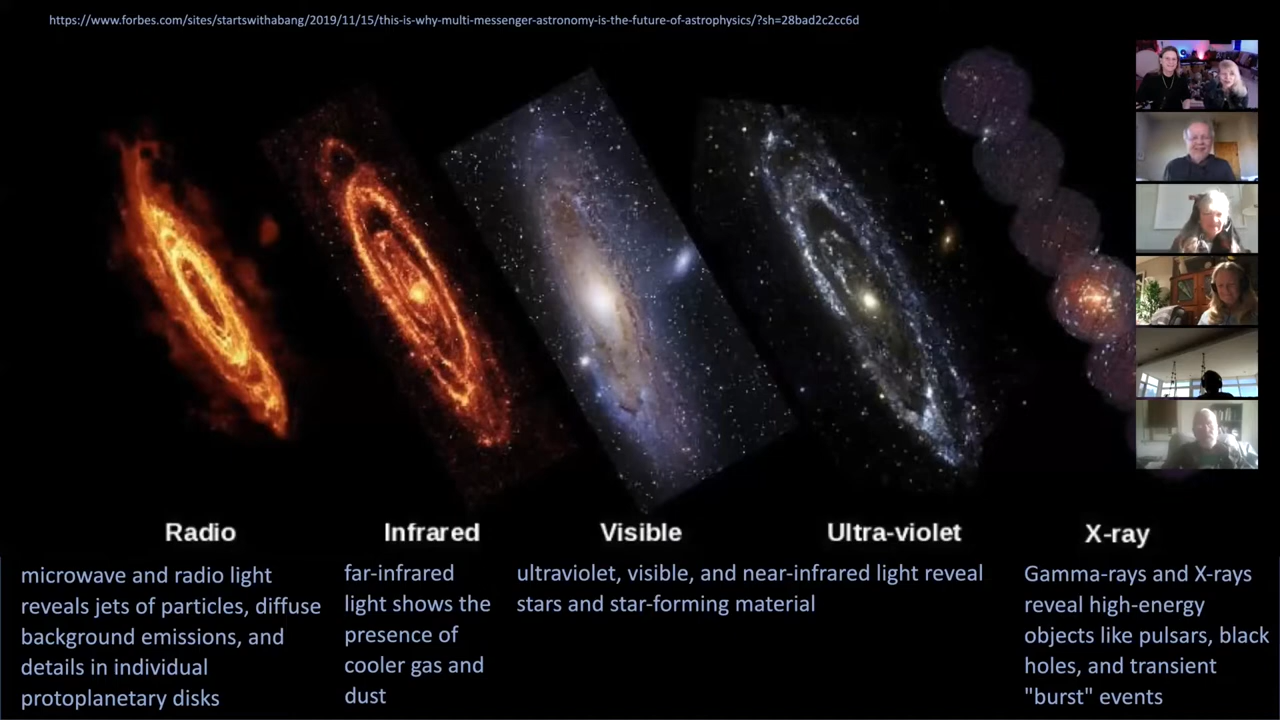 https://www.forbes.com/sites/startswithabang/2019/11/15/this-is-why-multi-messenger-astronomy-is-the-future-of-astrophysics/?sh=28bad2c2cc6d
Radio
microwave and radio light
reveals jets of particles, diffuse
background emissions, and
details in individual
protoplanetary disks
Infrared
far-infrared
light shows the
presence of
cooler gas and
dust
Visible
Ultra-violet
ultraviolet, visible, and near-infrared light reveal
stars and star-forming material
X-ray
Gamma-rays and X-rays
reveal high-energy
objects like pulsars, black
holes, and transient
"burst" events